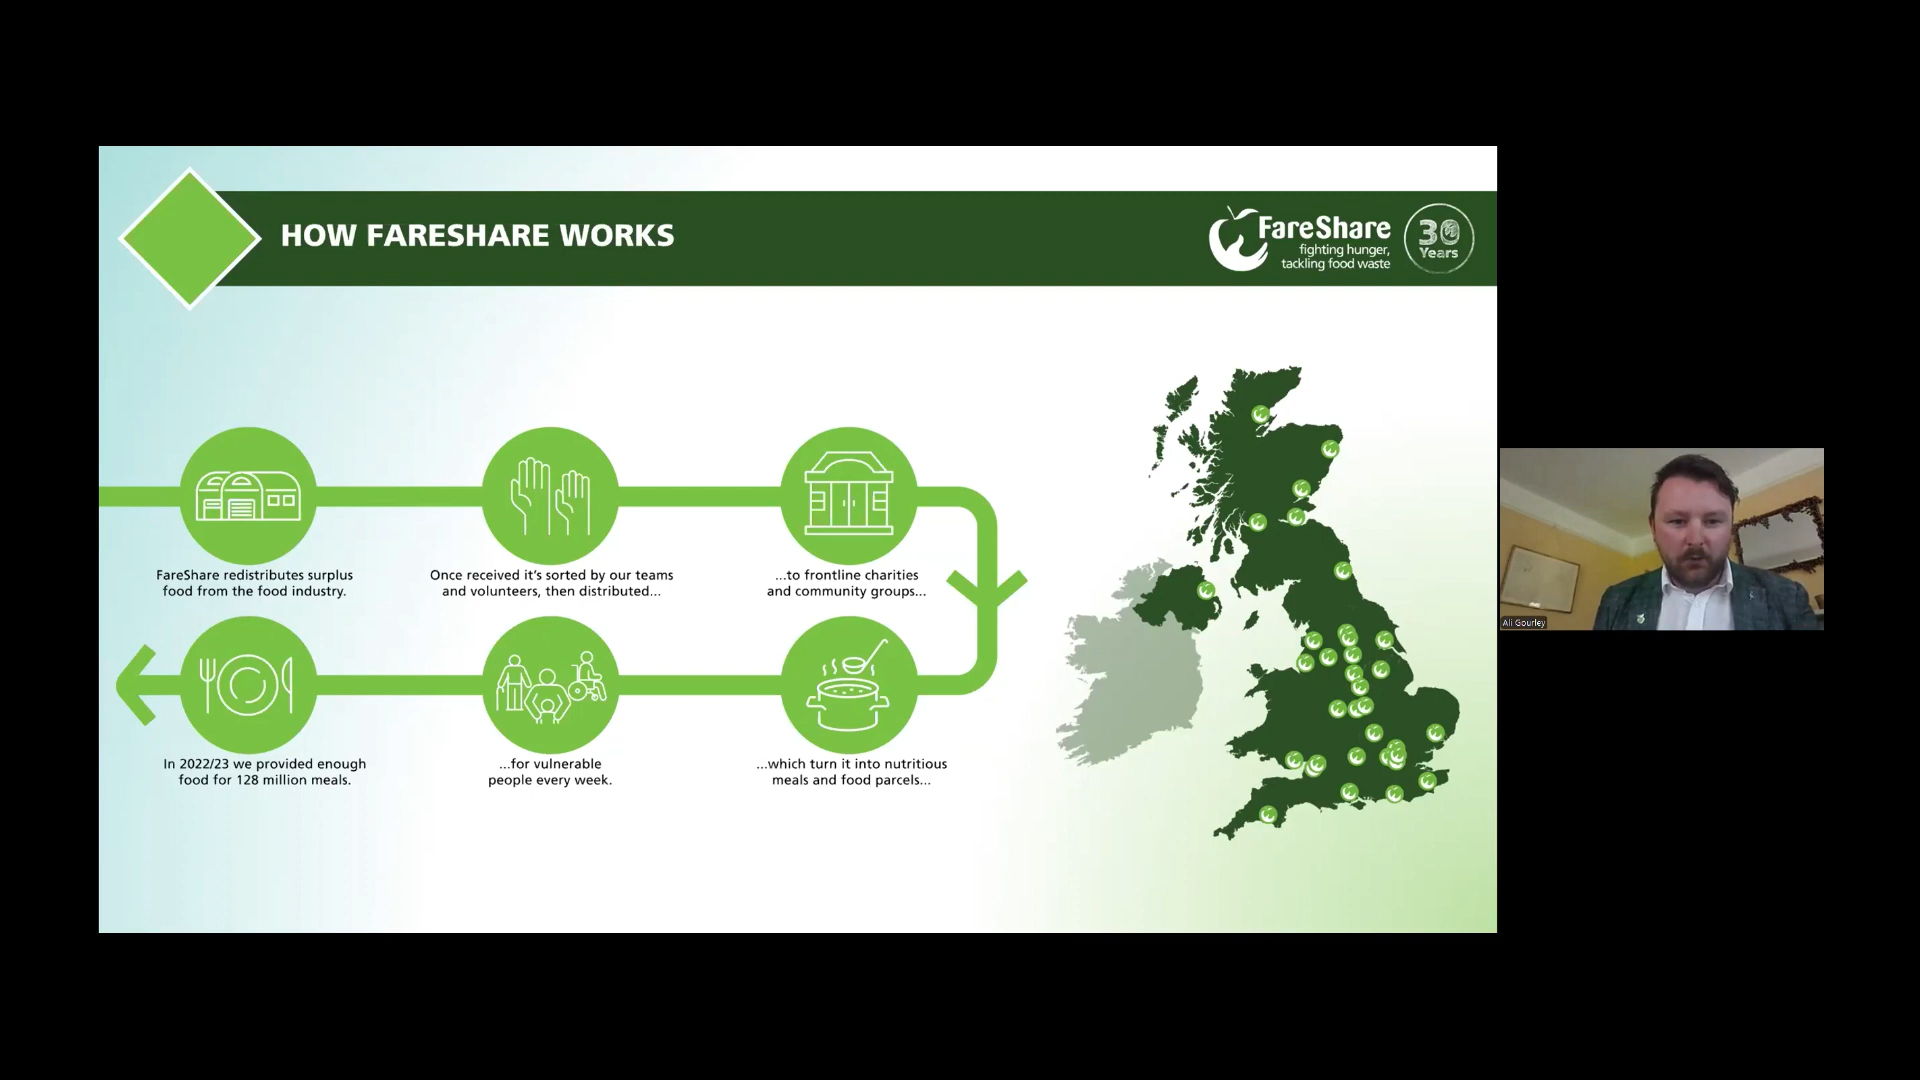 HOW FARESHARE WORKS
FareShare
fighting hunger,
tackling food waste
30
Years
FareShare redistributes surplus
food from the food industry.
Once received it's sorted by our teams
and volunteers, then distributed...
...to frontline charities
and community groups...
...which turn it into nutritious
meals and food parcels...
...for vulnerable
people every week.
In 2022/23 we provided enough
food for 128 million meals.
Ali Gourley